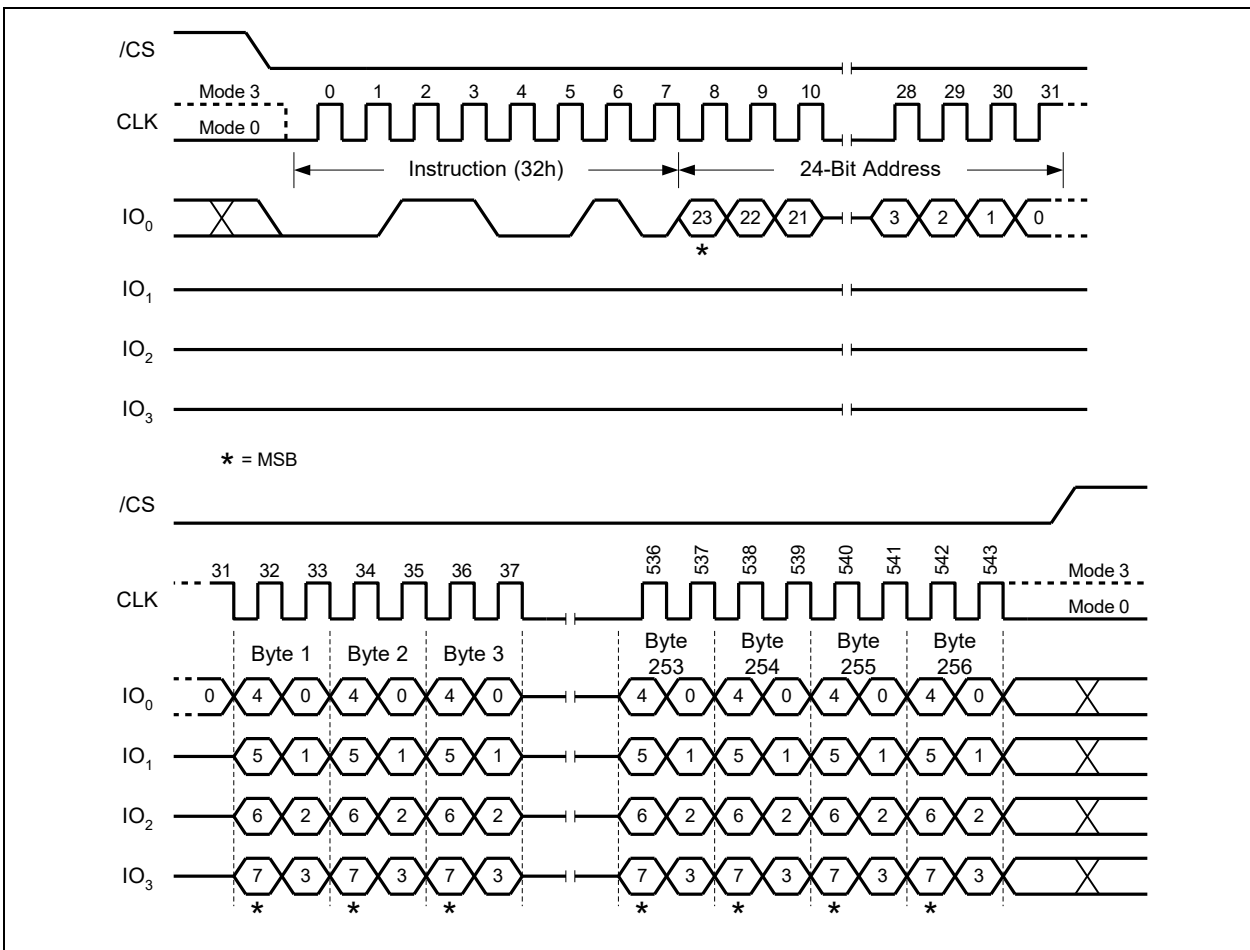 /CS
Mode 3
0 1 2 3 4 5 6 7 8 9 10 28 29 30 31
CLK
Mode 0
Instruction (32h) 24-Bit Address
IO0 23 22 21 3 2 1 0
*
IO1
IO2
IO3
* = MSB
/CS
31 32 33 34 35 36 37 536 537 538 539 540 541 542 543
Mode 3
CLK
Mode 0
Byte 1 Byte 2 Byte 3 Byte 253 Byte 254 Byte 255 Byte 256
IO0 0 4 0 4 0 4 0 4 0 4 0 4 0 4 0
IO1 5 1 5 1 5 1 5 1 5 1 5 1 5 1
IO2 6 2 6 2 6 2 6 2 6 2 6 2 6 2
IO3 7 3 7 3 7 3 7 3 7 3 7 3 7 3
* * * * * * *